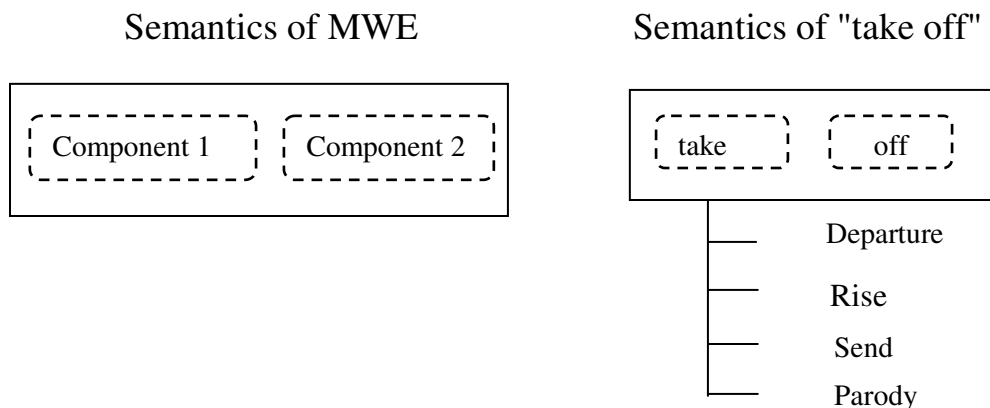 Semantics of MWE
Component 1
Component 2
Semantics of "take off"
take
off
Departure
Rise
Send
Parody